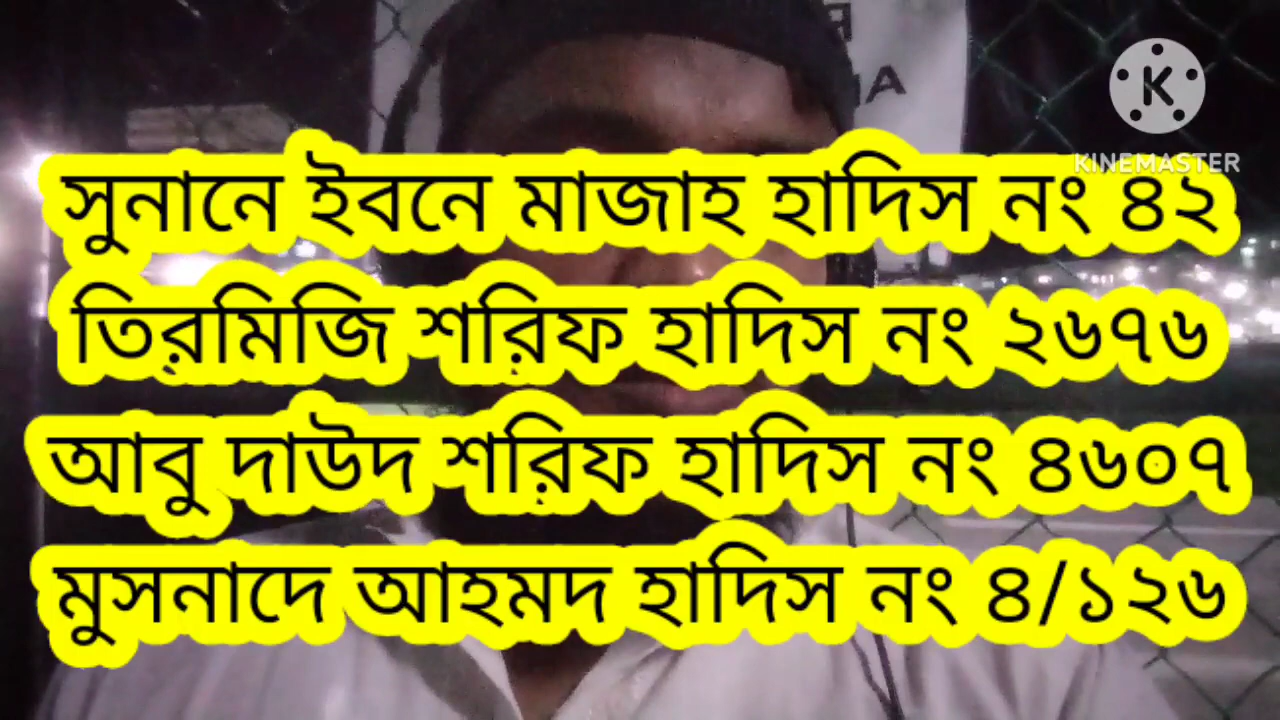 K
KINEMASTER
সুনানে ইবনে মাজাহ হাদিস নং ৪২
তিরমিজি শরিফ হাদিস নং ২৬৭৬
আবু দাউদ শরিফ হাদিস নং ৪৬০৭
মুসনাদে আহমদ হাদিস নং ৪/১২৬